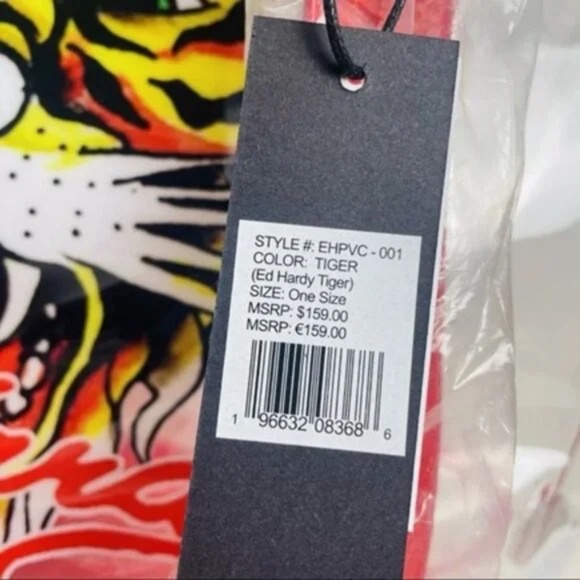 STYLE #: EHPVC - 001
COLOR: TIGER
(Ed Hardy Tiger)
SIZE: One Size
MSRP: $159.00
MSRP: €159.00
1 96632 08368 6